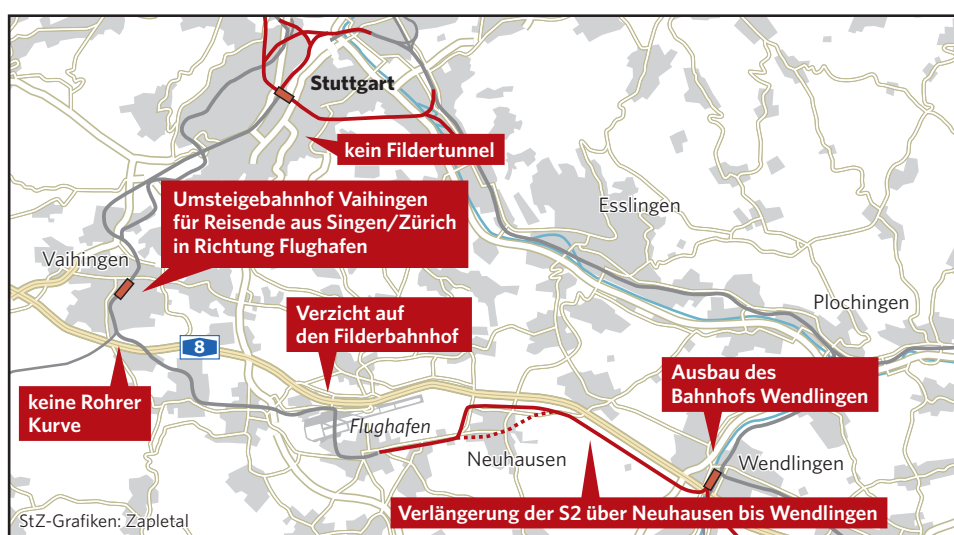 Stuttgart
kein Fildertunnel
Umsteigebahnhof Vaihingen
für Reisende aus Singen/Zürich
in Richtung Flughafen
Esslingen
Vaihingen
Plochingen
Verzicht auf
den Filderbahnhof
8
Ausbau des
Bahnhofs Wendlingen
keine Rohrer
Kurve
Flughafen
Neuhausen
Wendlingen
Verlängerung der S2 über Neuhausen bis Wendlingen
StZ-Grafiken: Zapletal